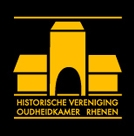 HISTORISCHE VERENIGING
OUDHEIDKAMER RHENEN